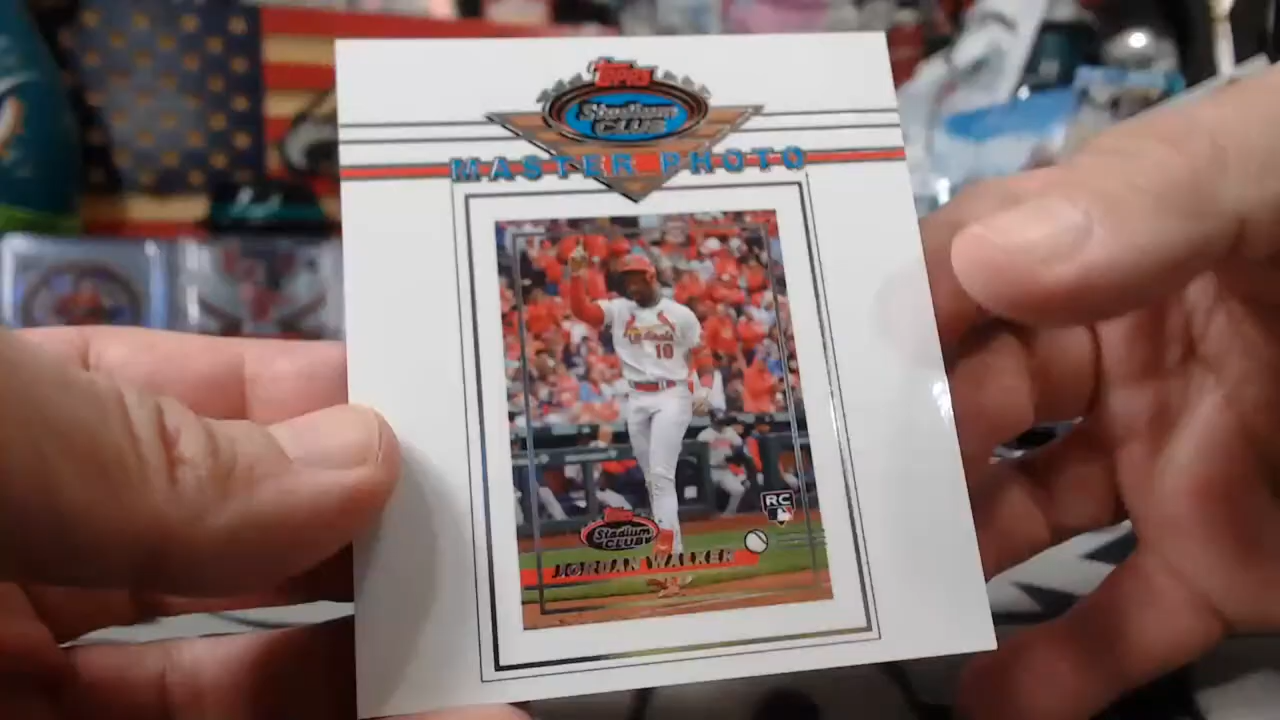 Topps
Stadium
CLUB
MASTER PHOTO
Cardinals
10
RC
Topps
Stadium
CLUB
JORDAN WALKER